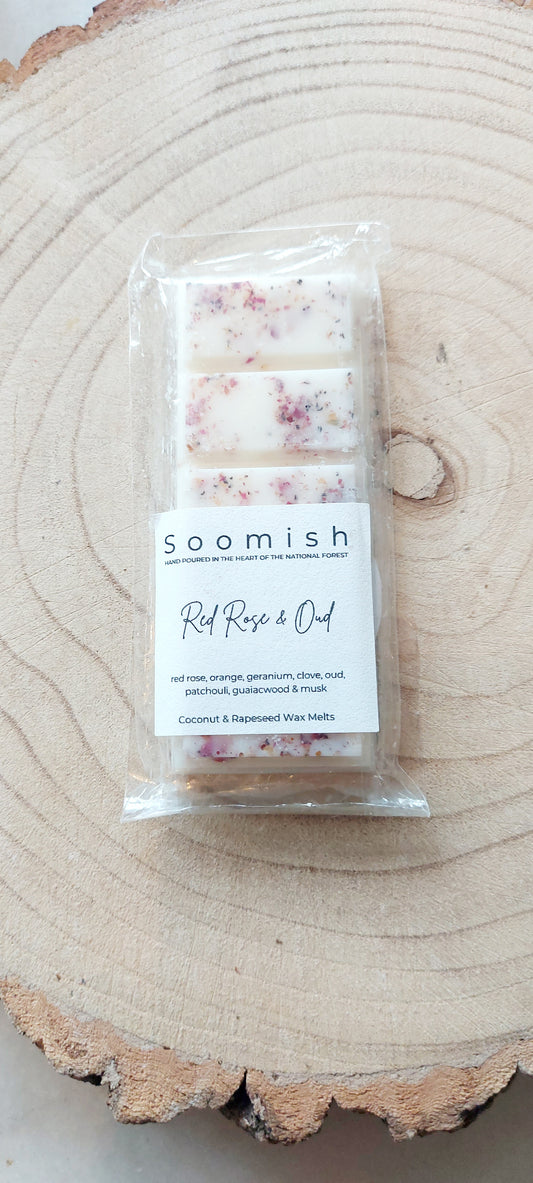 Soomish
HAND POURED IN THE HEART OF THE NATIONAL FOREST
Red Rose & Oud
red rose, orange, geranium, clove, oud,
patchouli, guaiacwood & musk
Coconut & Rapeseed Wax Melts